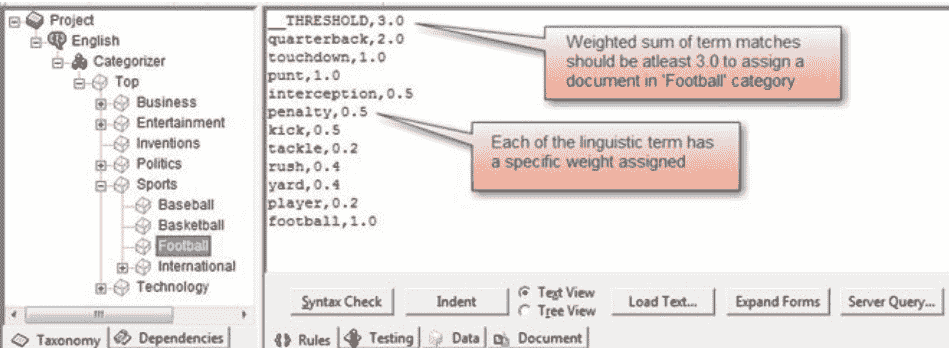 Project
English
Categorizer
Top
Business
Entertainment
Inventions
Politics
Sports
Baseball
Basketball
Football
International
Technology
Taxonomy
Dependencies
__THRESHOLD,3.0
quarterback,2.0
touchdown,1.0
punt,1.0
interception,0.5
penalty,0.5
kick,0.5
tackle,0.2
rush,0.4
yard,0.4
player,0.2
football,1.0
Weighted sum of term matches
should be atleast 3.0 to assign a
document in 'Football' category
Each of the linguistic term has
a specific weight assigned
Syntax Check
Indent
Text View
Tree View
Load Text...
Expand Forms
Server Query...
Rules
Testing
Data
Document